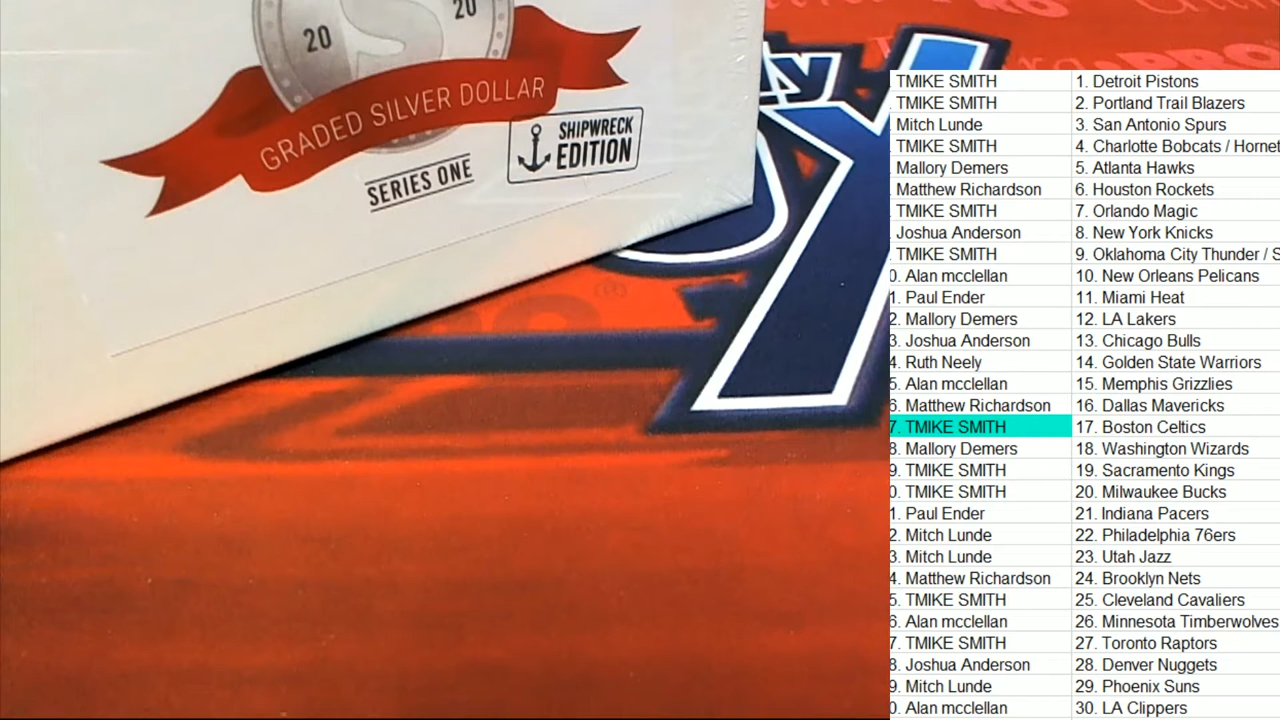 20
20
GRADED SILVER DOLLAR
SERIES ONE
SHIPWRECK
EDITION
PRO
TMIKE SMITH 1. Detroit Pistons
TMIKE SMITH 2. Portland Trail Blazers
Mitch Lunde 3. San Antonio Spurs
TMIKE SMITH 4. Charlotte Bobcats / Hornet
Mallory Demers 5. Atlanta Hawks
Matthew Richardson 6. Houston Rockets
TMIKE SMITH 7. Orlando Magic
Joshua Anderson 8. New York Knicks
TMIKE SMITH 9. Oklahoma City Thunder / S
0. Alan mcclellan 10. New Orleans Pelicans
1. Paul Ender 11. Miami Heat
2. Mallory Demers 12. LA Lakers
3. Joshua Anderson 13. Chicago Bulls
4. Ruth Neely 14. Golden State Warriors
5. Alan mcclellan 15. Memphis Grizzlies
6. Matthew Richardson 16. Dallas Mavericks
7. TMIKE SMITH 17. Boston Celtics
8. Mallory Demers 18. Washington Wizards
9. TMIKE SMITH 19. Sacramento Kings
0. TMIKE SMITH 20. Milwaukee Bucks
1. Paul Ender 21. Indiana Pacers
2. Mitch Lunde 22. Philadelphia 76ers
3. Mitch Lunde 23. Utah Jazz
4. Matthew Richardson 24. Brooklyn Nets
5. TMIKE SMITH 25. Cleveland Cavaliers
6. Alan mcclellan 26. Minnesota Timberwolves
7. TMIKE SMITH 27. Toronto Raptors
8. Joshua Anderson 28. Denver Nuggets
9. Mitch Lunde 29. Phoenix Suns
0. Alan mcclellan 30. LA Clippers